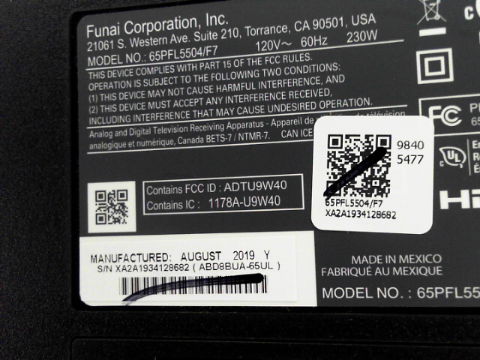 Funai Corporation, Inc.
21061 S. Western Ave. Suite 210, Torrance, CA 90501, USA
MODEL NO.: 65PFL5504/F7 120V~ 60Hz 230W
THIS DEVICE COMPLIES WITH PART 15 OF THE FCC RULES.
OPERATION IS SUBJECT TO THE FOLLOWING TWO CONDITIONS:
(1) THIS DEVICE MAY NOT CAUSE HARMFUL INTERFERENCE, AND
(2) THIS DEVICE MUST ACCEPT ANY INTERFERENCE RECEIVED,
INCLUDING INTERFERENCE THAT MAY CAUSE UNDESIRED OPERATION.
Analog and Digital Television Receiving Apparatus - de télévision
analogique et numérique, Canada BETS-7 / NTMR-7. CAN ICE
FC
UL
9840
5477
65PFL5504/F7
XA2A1934128682
Contains FCC ID : ADTU9W40
Contains IC : 1178A-U9W40
MANUFACTURED: AUGUST 2019 Y
S/N XA2A1934128682 ( ABD8BUA-65UL )
MADE IN MEXICO
FABRIQUÉ AU MEXIQUE
MODEL NO.: 65PFL55